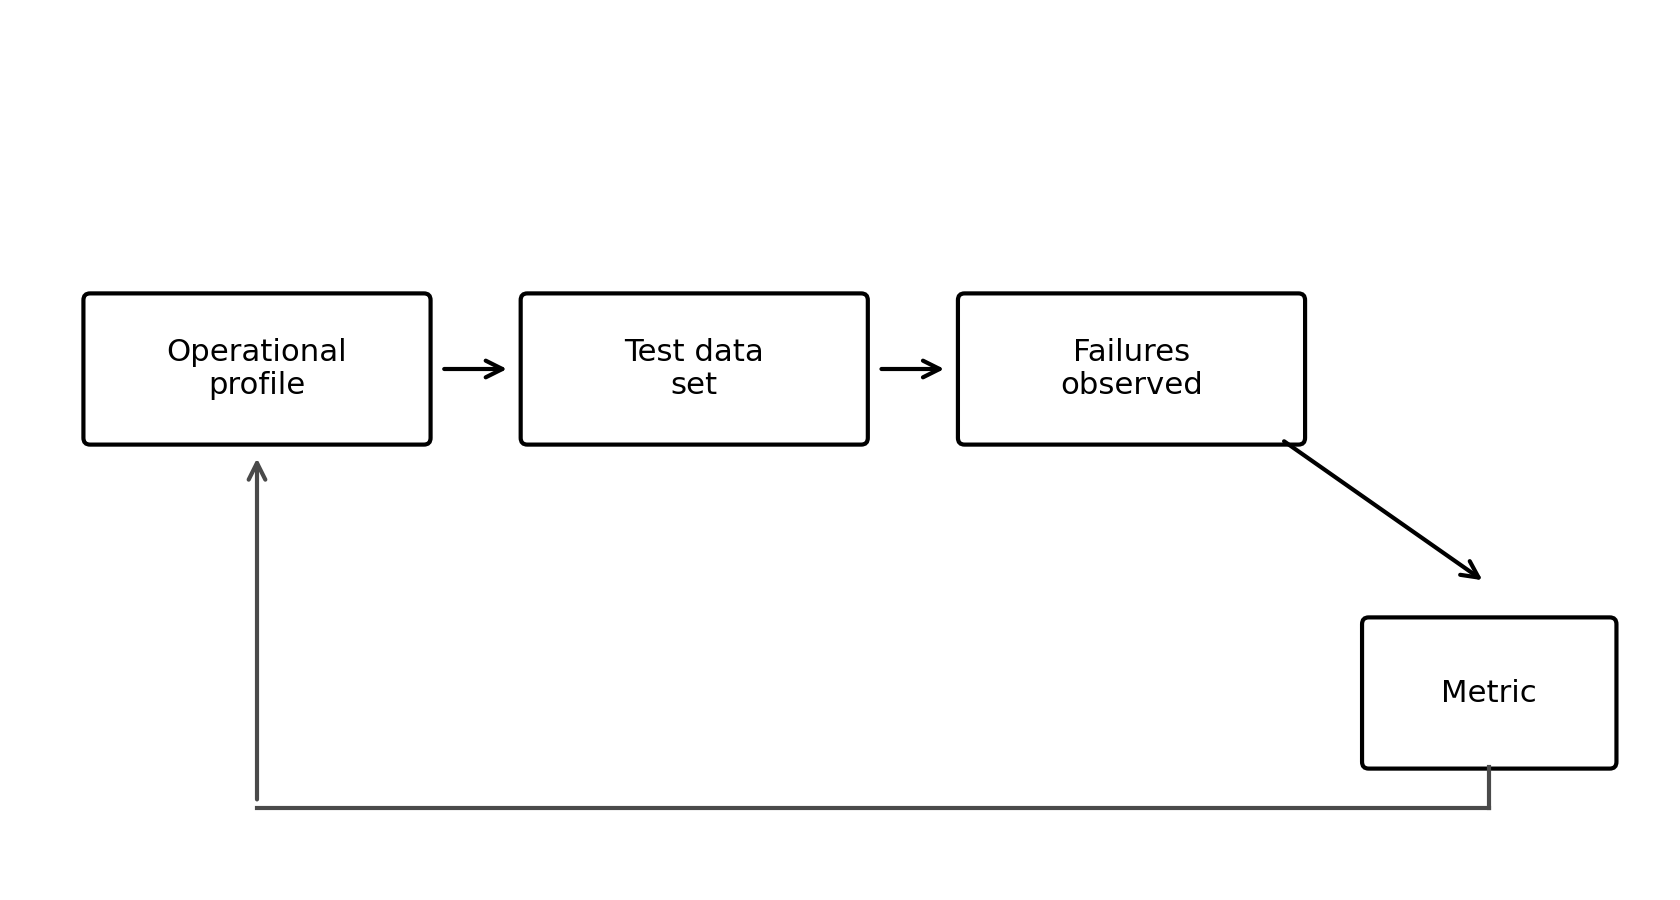 Operational
profile
Test data
set
Failures
observed
Metric